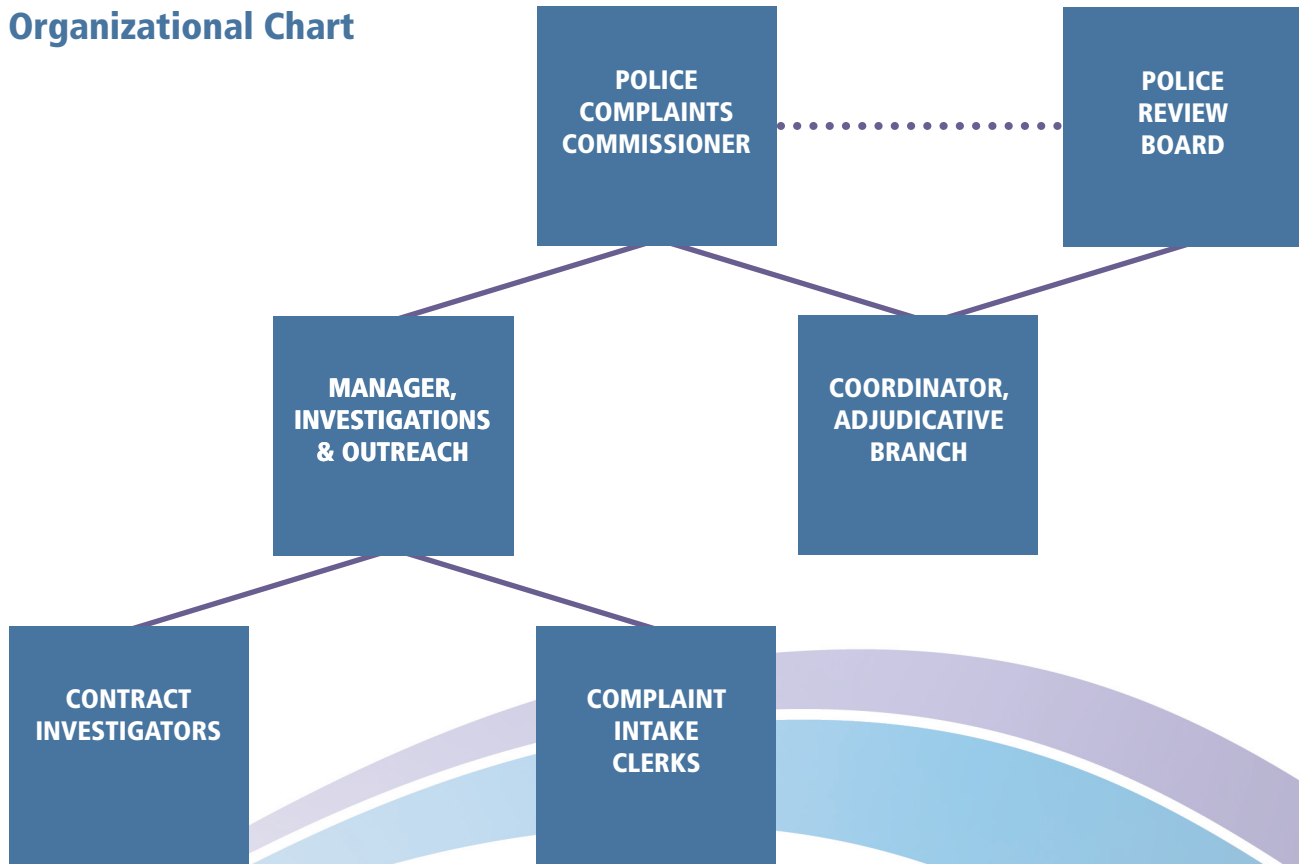 Organizational Chart
POLICE
COMPLAINTS
COMMISSIONER
POLICE
REVIEW
BOARD
MANAGER,
INVESTIGATIONS
& OUTREACH
COORDINATOR,
ADJUDICATIVE
BRANCH
CONTRACT
INVESTIGATORS
COMPLAINT
INTAKE
CLERKS